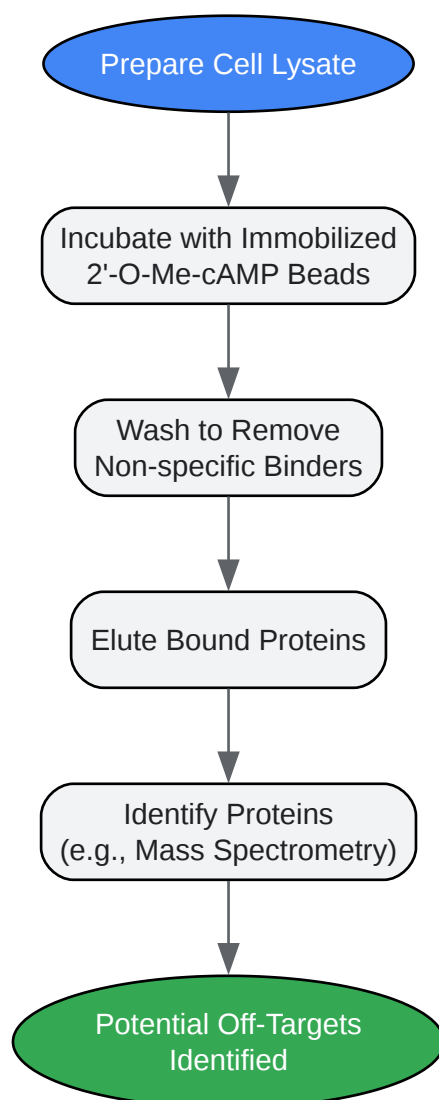 Prepare Cell Lysate
Incubate with Immobilized
2'-O-Me-cAMP Beads
Wash to Remove
Non-specific Binders
Elute Bound Proteins
Identify Proteins
(e.g., Mass Spectrometry)
Potential Off-Targets
Identified